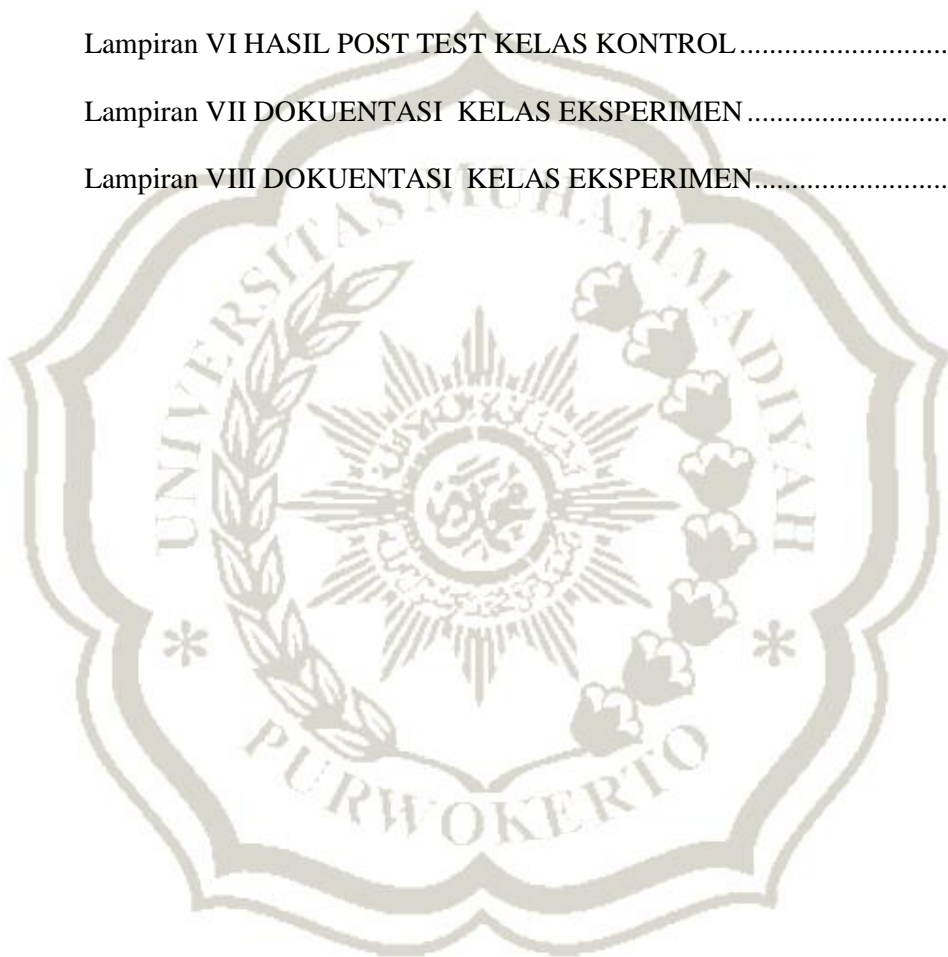 Lampiran VI HASIL POST TEST KELAS KONTROL............................
Lampiran VII DOKUENTASI  KELAS EKSPERIMEN...........................
Lampiran VIII DOKUENTASI  KELAS EKSPERIMEN..........................
UNIVERSITAS MUHAMMADIYAH
PURWOKERTO